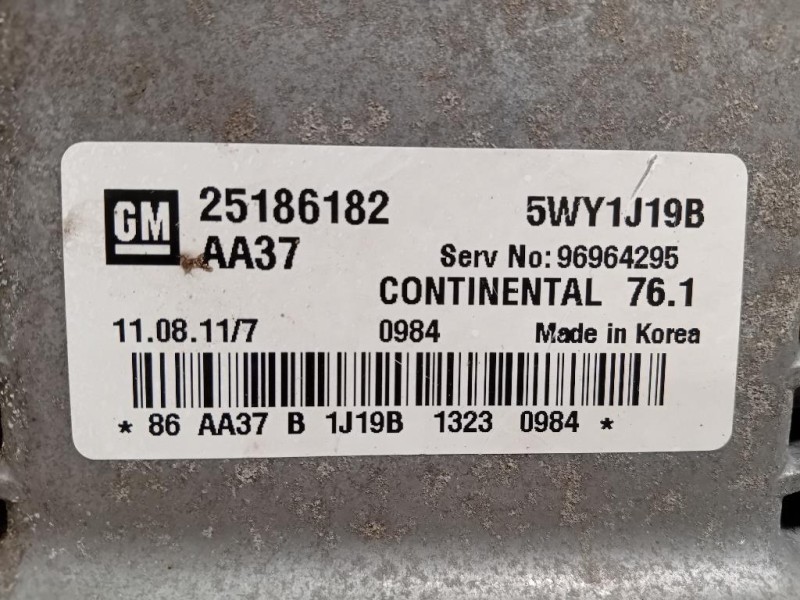 GM 25186182 5WY1J19B
AA37 Serv No: 96964295
CONTINENTAL 76.1
11.08.11/7 0984 Made in Korea
* 86 AA37 B 1J19B 1323 0984 *